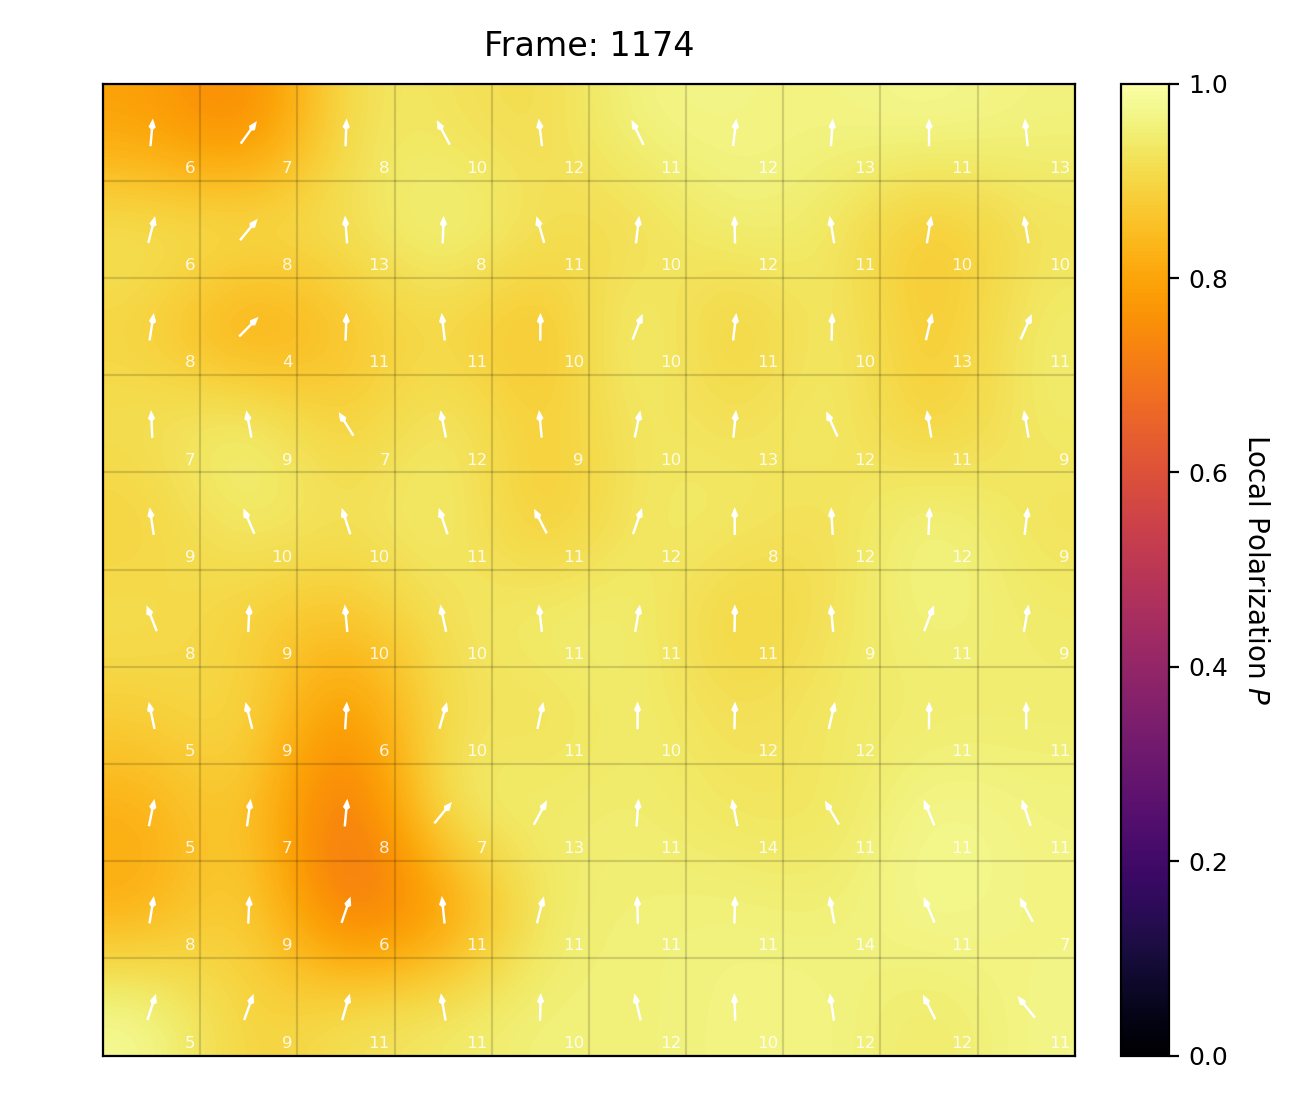 Frame: 1174
6 7 8 10 12 11 12 13 11 13
6 8 13 8 11 10 12 11 10 10
8 4 11 11 10 10 11 10 13 11
7 9 7 12 9 10 13 12 11 9
9 10 10 11 11 12 8 12 12 9
8 9 10 10 11 11 11 9 11 9
5 9 6 10 11 10 12 12 11 11
5 7 8 7 13 11 14 11 11 11
8 9 6 11 11 11 11 14 11 7
5 9 11 11 10 12 10 12 12 11
1.0
0.8
0.6
0.4
0.2
0.0
Local Polarization P